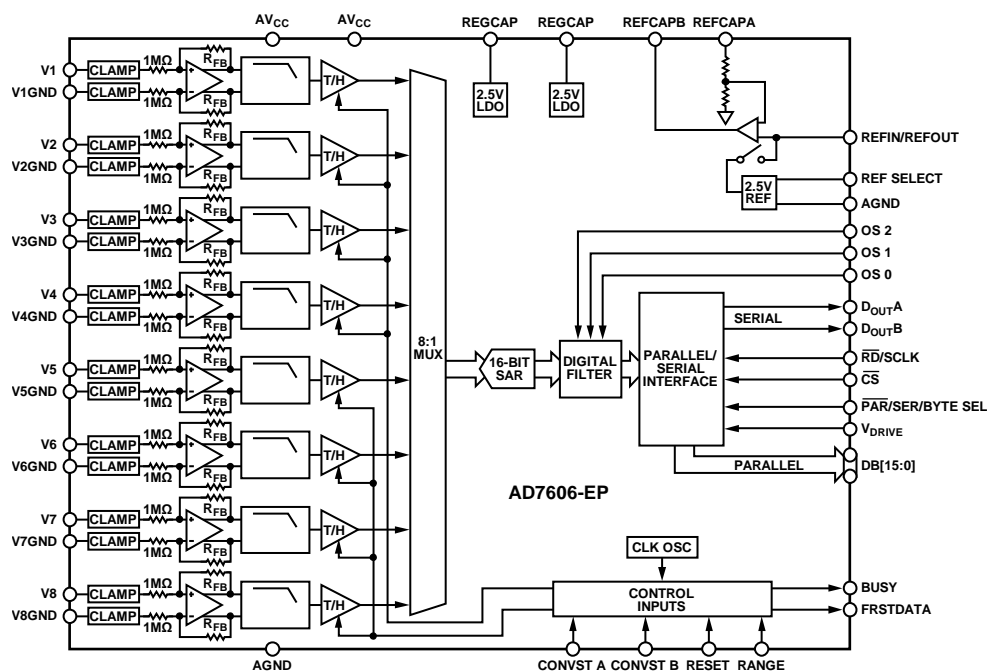 AVCC AVCC REGCAP REGCAP REFCAPB REFCAPA
V1 CLAMP 1MΩ RFB
V1GND CLAMP 1MΩ RFB
T/H
2.5V LDO 2.5V LDO
V2 CLAMP 1MΩ RFB
V2GND CLAMP 1MΩ RFB
T/H
REFIN/REFOUT
2.5V REF
REF SELECT
AGND
V3 CLAMP 1MΩ RFB
V3GND CLAMP 1MΩ RFB
T/H
OS 2
OS 1
OS 0
V4 CLAMP 1MΩ RFB
V4GND CLAMP 1MΩ RFB
T/H
8:1 MUX
16-BIT SAR
DIGITAL FILTER
PARALLEL/ SERIAL INTERFACE
SERIAL
DOUTA
DOUTB
RD/SCLK
CS
PAR/SER/BYTE SEL
VDRIVE
V5 CLAMP 1MΩ RFB
V5GND CLAMP 1MΩ RFB
T/H
V6 CLAMP 1MΩ RFB
V6GND CLAMP 1MΩ RFB
T/H
PARALLEL
DB[15:0]
AD7606-EP
V7 CLAMP 1MΩ RFB
V7GND CLAMP 1MΩ RFB
T/H
CLK OSC
V8 CLAMP 1MΩ RFB
V8GND CLAMP 1MΩ RFB
T/H
CONTROL INPUTS
BUSY
FRSTDATA
AGND
CONVST A CONVST B RESET RANGE